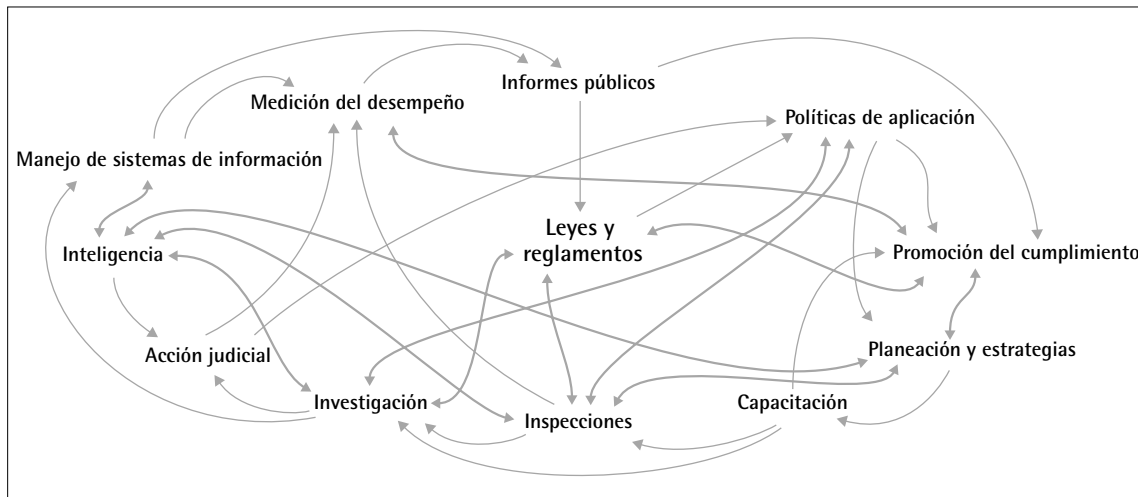 Informes públicos
Medición del desempeño
Políticas de aplicación
Manejo de sistemas de información
Leyes y
reglamentos
Inteligencia
Promoción del cumplimiento
Acción judicial
Planeación y estrategias
Investigación
Capacitación
Inspecciones